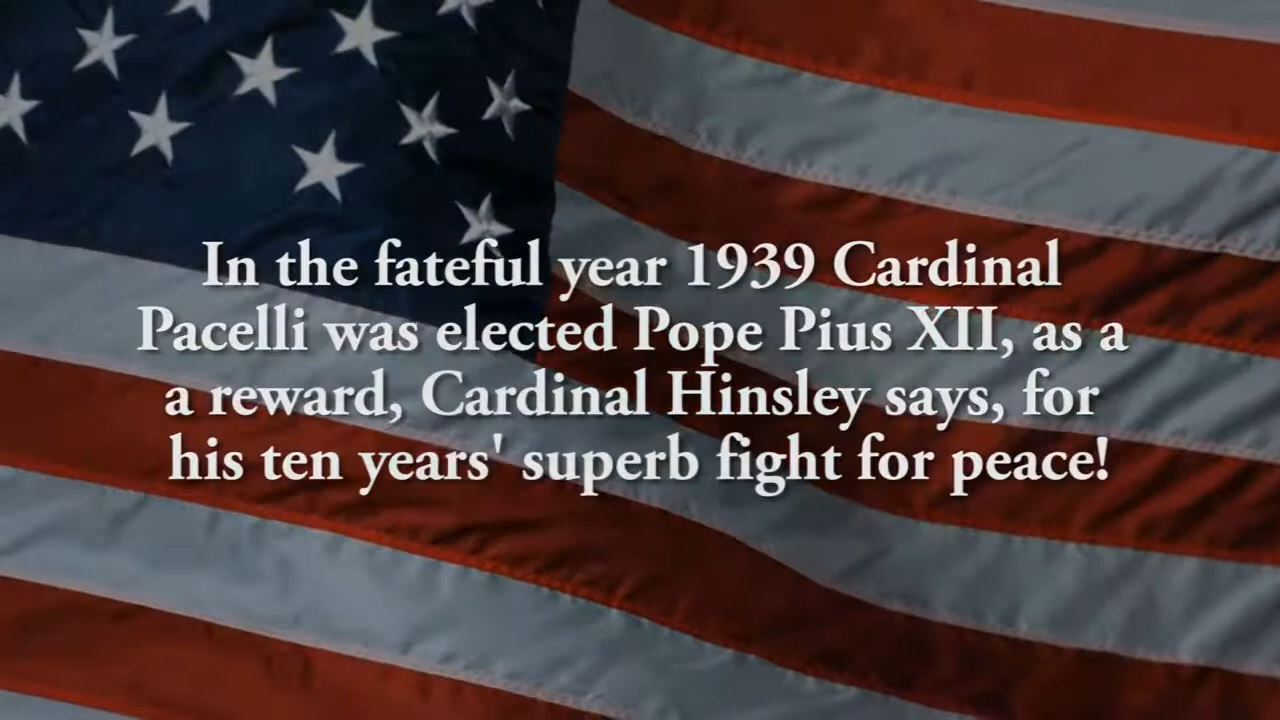 In the fateful year 1939 Cardinal
Pacelli was elected Pope Pius XII, as a
a reward, Cardinal Hinsley says, for
his ten years' superb fight for peace!